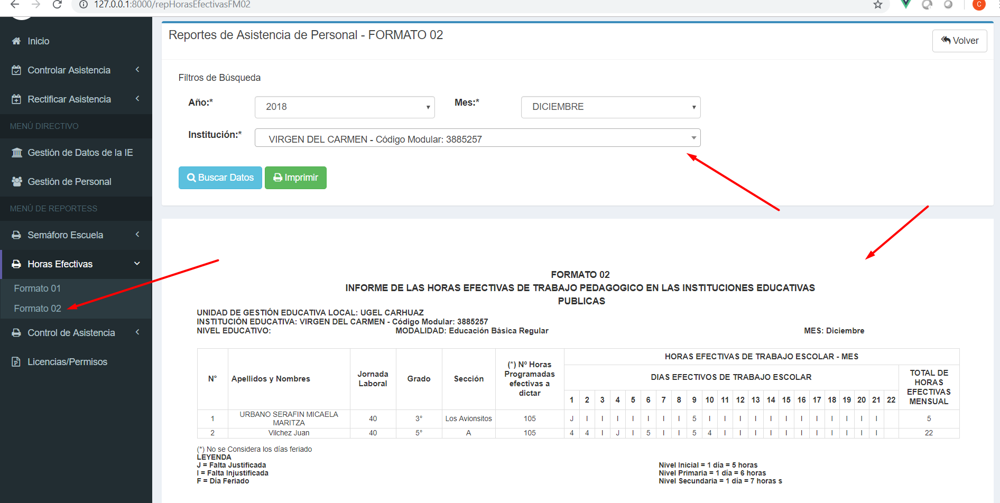 127.0.0.1:8000/repHorasEfectivasFM02
C
Inicio
Controlar Asistencia
Rectificar Asistencia
MENÚ DIRECTIVO
Gestión de Datos de la IE
Gestión de Personal
MENÚ DE REPORTESS
Semáforo Escuela
Horas Efectivas
Formato 01
Formato 02
Control de Asistencia
Licencias/Permisos
Reportes de Asistencia de Personal - FORMATO 02
Volver
Filtros de Búsqueda
Año:* 2018 Mes:* DICIEMBRE
Institución:* VIRGEN DEL CARMEN - Código Modular: 3885257
Buscar Datos Imprimir
FORMATO 02
INFORME DE LAS HORAS EFECTIVAS DE TRABAJO PEDAGOGICO EN LAS INSTITUCIONES EDUCATIVAS
PUBLICAS
UNIDAD DE GESTIÓN EDUCATIVA LOCAL: UGEL CARHUAZ
INSTITUCIÓN EDUCATIVA: VIRGEN DEL CARMEN - Código Modular: 3885257
NIVEL EDUCATIVO: MODALIDAD: Educación Básica Regular MES: Diciembre
N°
Apellidos y Nombres
Jornada
Laboral
Grado
Sección
(*) Nº Horas
Programadas
efectivas a
dictar
HORAS EFECTIVAS DE TRABAJO ESCOLAR - MES
DIAS EFECTIVOS DE TRABAJO ESCOLAR
TOTAL DE
HORAS
EFECTIVAS
MENSUAL
1 2 3 4 5 6 7 8 9 10 11 12 13 14 15 16 17 18 19 20 21 22
1 URBANO SERAFIN MICAELA
MARITZA 40 3° Los Avionsitos 105 J I I I I I I I 5 I I I I I I I I I I I I 5
2 Vilchez Juan 40 5° A 105 4 4 I J I 5 I I 5 4 I I I I I I I I I I I 22
(*) No se Considera los días feriado
LEYENDA
J = Falta Justificada
I = Falta Injustificada
F = Día Feriado
Nivel Inicial = 1 día = 5 horas
Nivel Primaria = 1 día = 6 horas
Nivel Secundaria = 1 día = 7 horas s